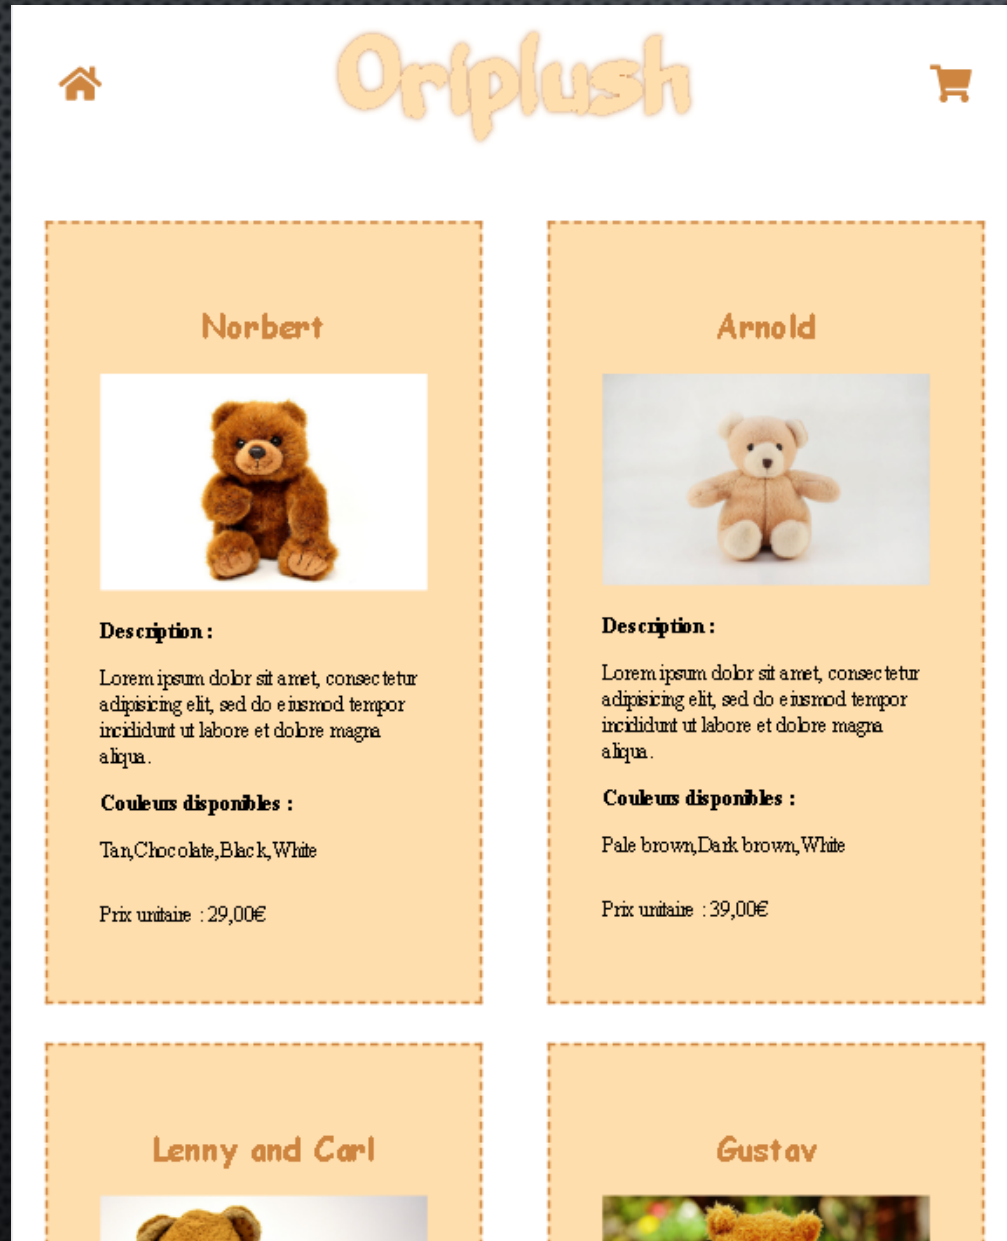 Oriplush
Norbert
Description :
Lorem ipsum dolor sit amet, consectetur
adipisicing elit, sed do eiusmod tempor
incididunt ut labore et dolore magna
aliqua.
Couleurs disponibles :
Tan,Chocolate,Black,White
Prix unitaire : 29,00€
Arnold
Description :
Lorem ipsum dolor sit amet, consectetur
adipisicing elit, sed do eiusmod tempor
incididunt ut labore et dolore magna
aliqua.
Couleurs disponibles :
Pale brown,Dark brown,White
Prix unitaire : 39,00€
Lenny and Carl
Gustav